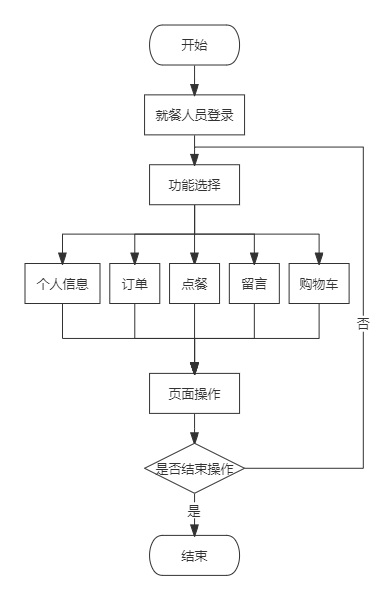 开始
就餐人员登录
功能选择
个人信息
订单
点餐
留言
购物车
否
页面操作
是否结束操作
是
结束